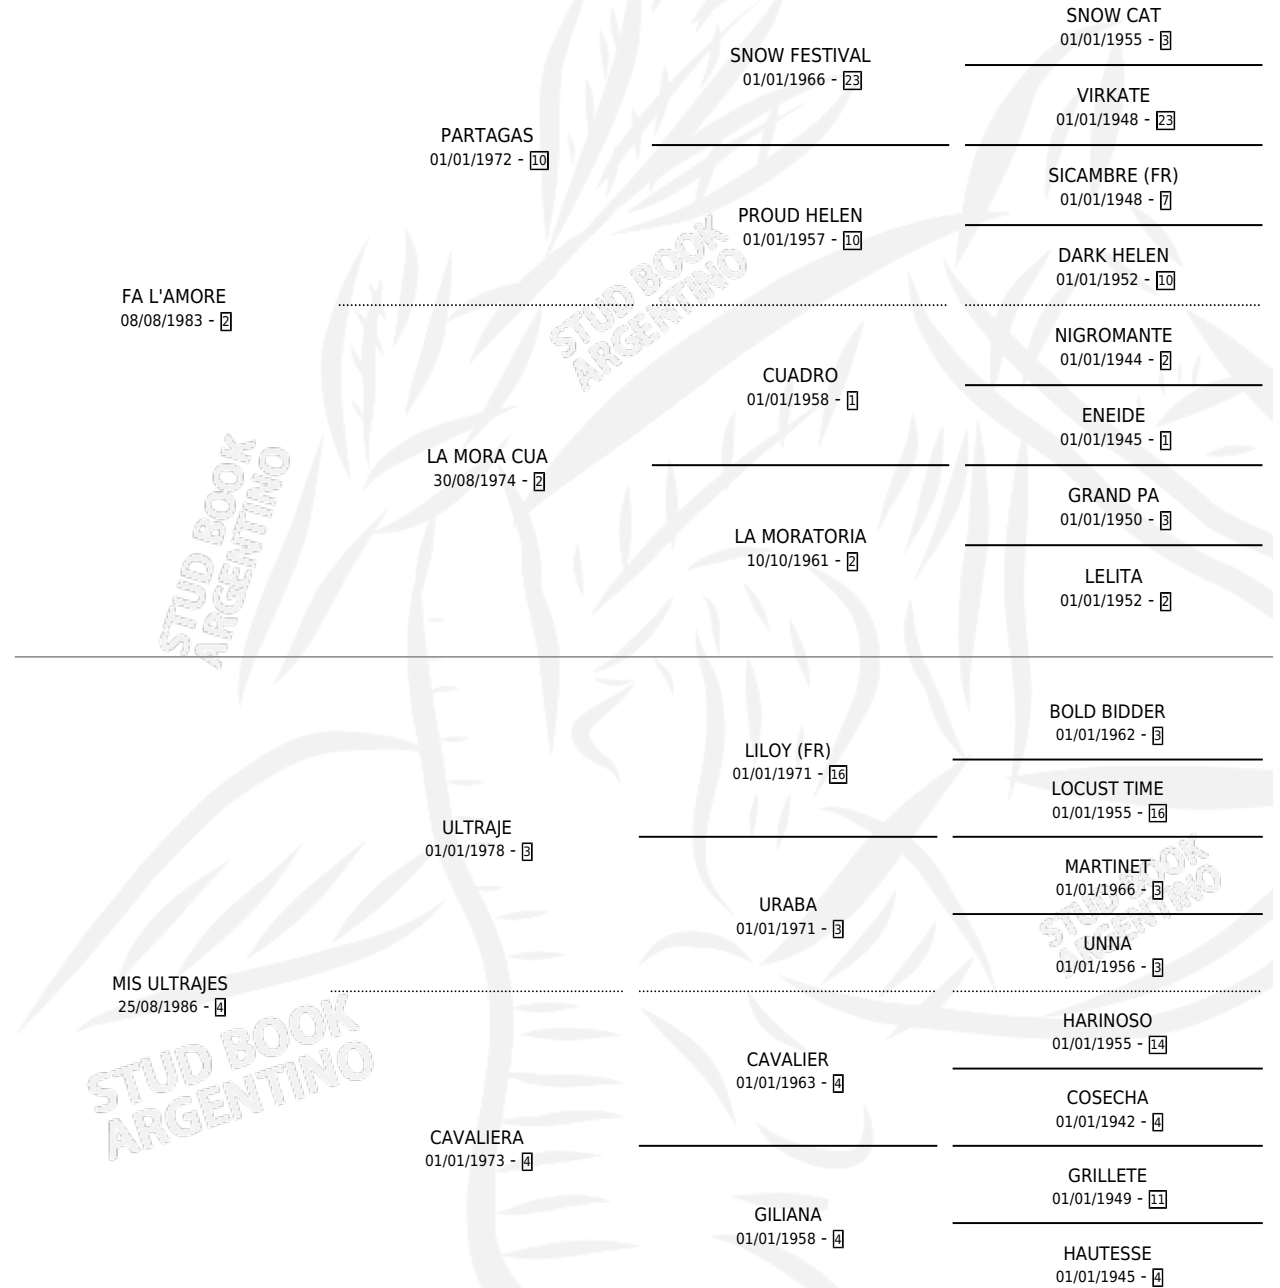 SNOW CAT
01/01/1955 - 3
SNOW FESTIVAL
01/01/1966 - 23
VIRKATE
01/01/1948 - 23
PARTAGAS
01/01/1972 - 10
SICAMBRE (FR)
01/01/1948 - 7
PROUD HELEN
01/01/1957 - 10
DARK HELEN
01/01/1952 - 10
FA L'AMORE
08/08/1983 - 2
STUD BOOK
ARGENTINO
NIGROMANTE
01/01/1944 - 2
CUADRO
01/01/1958 - 1
ENEIDE
01/01/1945 - 1
LA MORA CUA
30/08/1974 - 2
GRAND PA
01/01/1950 - 3
LA MORATORIA
10/10/1961 - 2
LELITA
01/01/1952 - 2
STUD BOOK
ARGENTINO
BOLD BIDDER
01/01/1962 - 3
LILOY (FR)
01/01/1971 - 16
LOCUST TIME
01/01/1955 - 16
ULTRAJE
01/01/1978 - 3
MARTINET
01/01/1966 - 3
URABA
01/01/1971 - 3
UNNA
01/01/1956 - 3
STUD BOOK
ARGENTINO
MIS ULTRAJES
25/08/1986 - 4
HARINOSO
01/01/1955 - 14
CAVALIER
01/01/1963 - 4
COSECHA
01/01/1942 - 4
STUD BOOK
ARGENTINO
CAVALIERA
01/01/1973 - 4
GRILLETE
01/01/1949 - 11
GILIANA
01/01/1958 - 4
HAUTESSE
01/01/1945 - 4